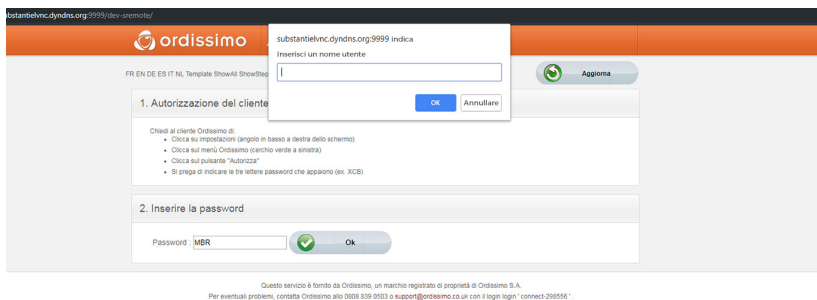 bstantielvnc.dyndns.org:9999/dev-sremote/
ordissimo
substantielvnc.dyndns.org:9999 indica
Inserisci un nome utente
OK
Annullare
FR EN DE ES IT NL Template ShowAll ShowStep
Aggiorna
1. Autorizzazione del cliente
Chiedi al cliente Ordissimo di:
• Clicca su impostazioni (angolo in basso a destra dello schermo)
• Clicca sul menù Ordissimo (cerchio verde a sinistra)
• Clicca sul pulsante "Autorizza"
• Si prega di indicare le tre lettere password che appaiono (ex. XCB)
2. Inserire la password
Password : MBR
Ok
Questo servizio è fornito da Ordissimo, un marchio registrato di proprietà di Ordissimo S.A.
Per eventuali problemi, contatta Ordissimo allo 0808 839 0503 o support@ordissimo.co.uk con il login login ' connect-298556 ' .